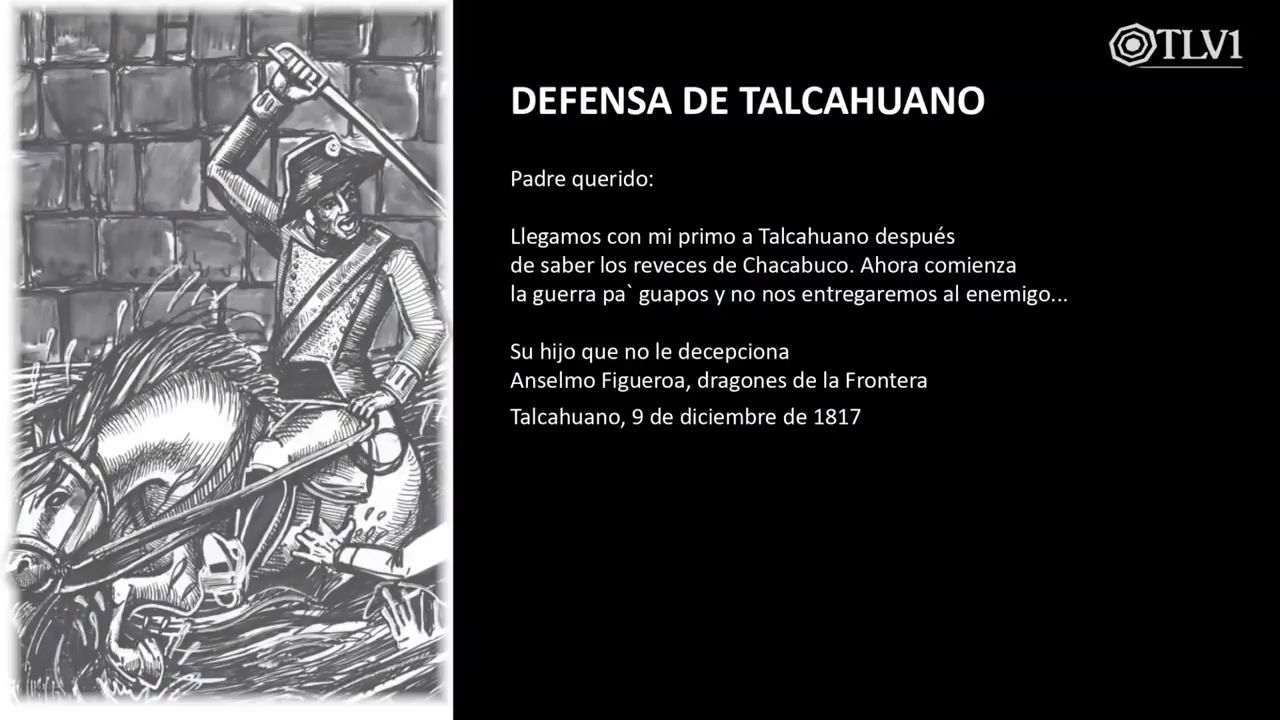 TLV1
DEFENSA DE TALCAHUANO
Padre querido:
Llegamos con mi primo a Talcahuano después
de saber los reveces de Chacabuco. Ahora comienza
la guerra pa` guapos y no nos entregaremos al enemigo...
Su hijo que no le decepciona
Anselmo Figueroa, dragones de la Frontera
Talcahuano, 9 de diciembre de 1817